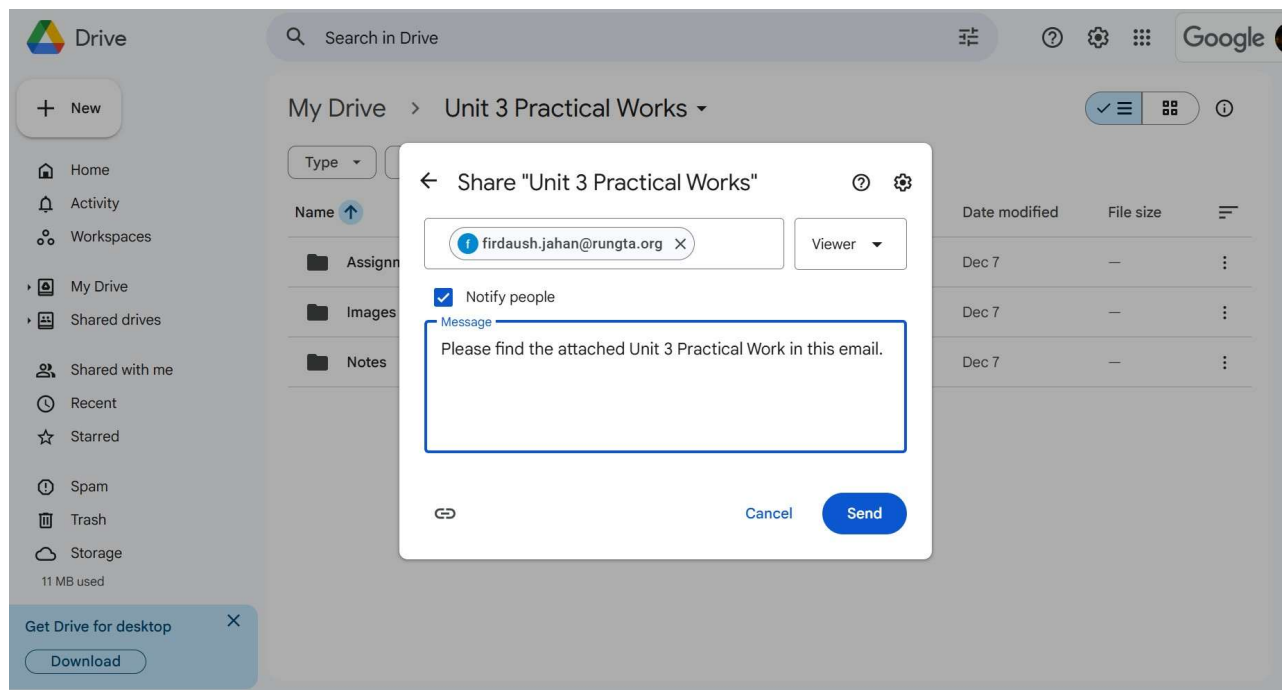 Drive
Search in Drive
Google
New
My Drive > Unit 3 Practical Works
Home
Activity
Workspaces
My Drive
Shared drives
Shared with me
Recent
Starred
Spam
Trash
Storage
11 MB used
Get Drive for desktop
Download
Type
Name
Date modified
File size
Assignm
Dec 7
—
Images
Dec 7
—
Notes
Dec 7
—
Share "Unit 3 Practical Works"
f firdaush.jahan@rungta.org
Viewer
Notify people
Message
Please find the attached Unit 3 Practical Work in this email.
Cancel
Send